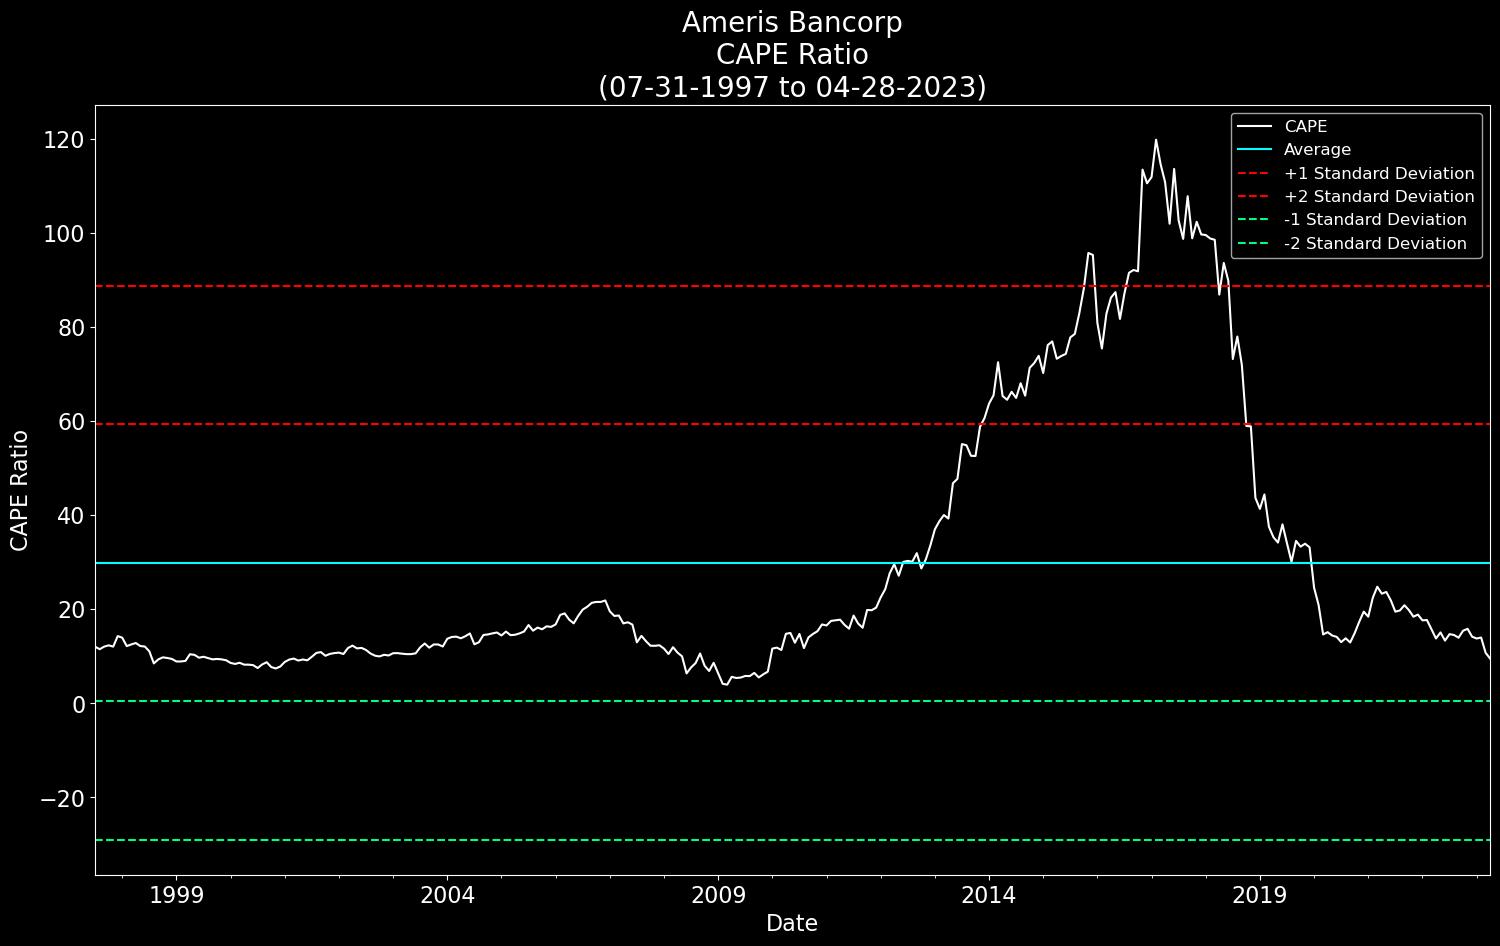 Ameris Bancorp
CAPE Ratio
(07-31-1997 to 04-28-2023)
CAPE
Average
+1 Standard Deviation
+2 Standard Deviation
-1 Standard Deviation
-2 Standard Deviation
120
100
80
60
40
20
0
−20
CAPE Ratio
1999 2004 2009 2014 2019
Date